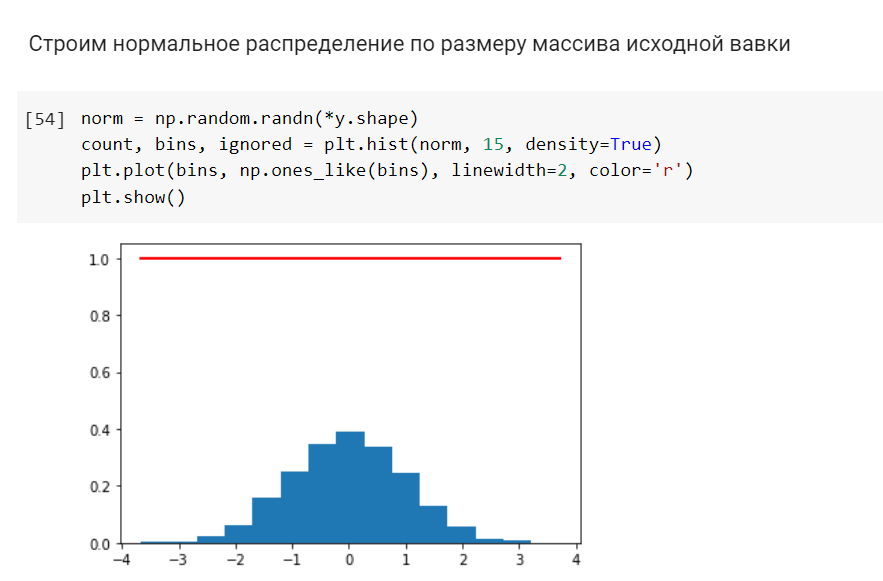 Строим нормальное распределение по размеру массива исходной вавки
[54] norm = np.random.randn(*y.shape)
count, bins, ignored = plt.hist(norm, 15, density=True)
plt.plot(bins, np.ones_like(bins), linewidth=2, color='r')
plt.show()
1.0
0.8
0.6
0.4
0.2
0.0
−4 −3 −2 −1 0 1 2 3 4